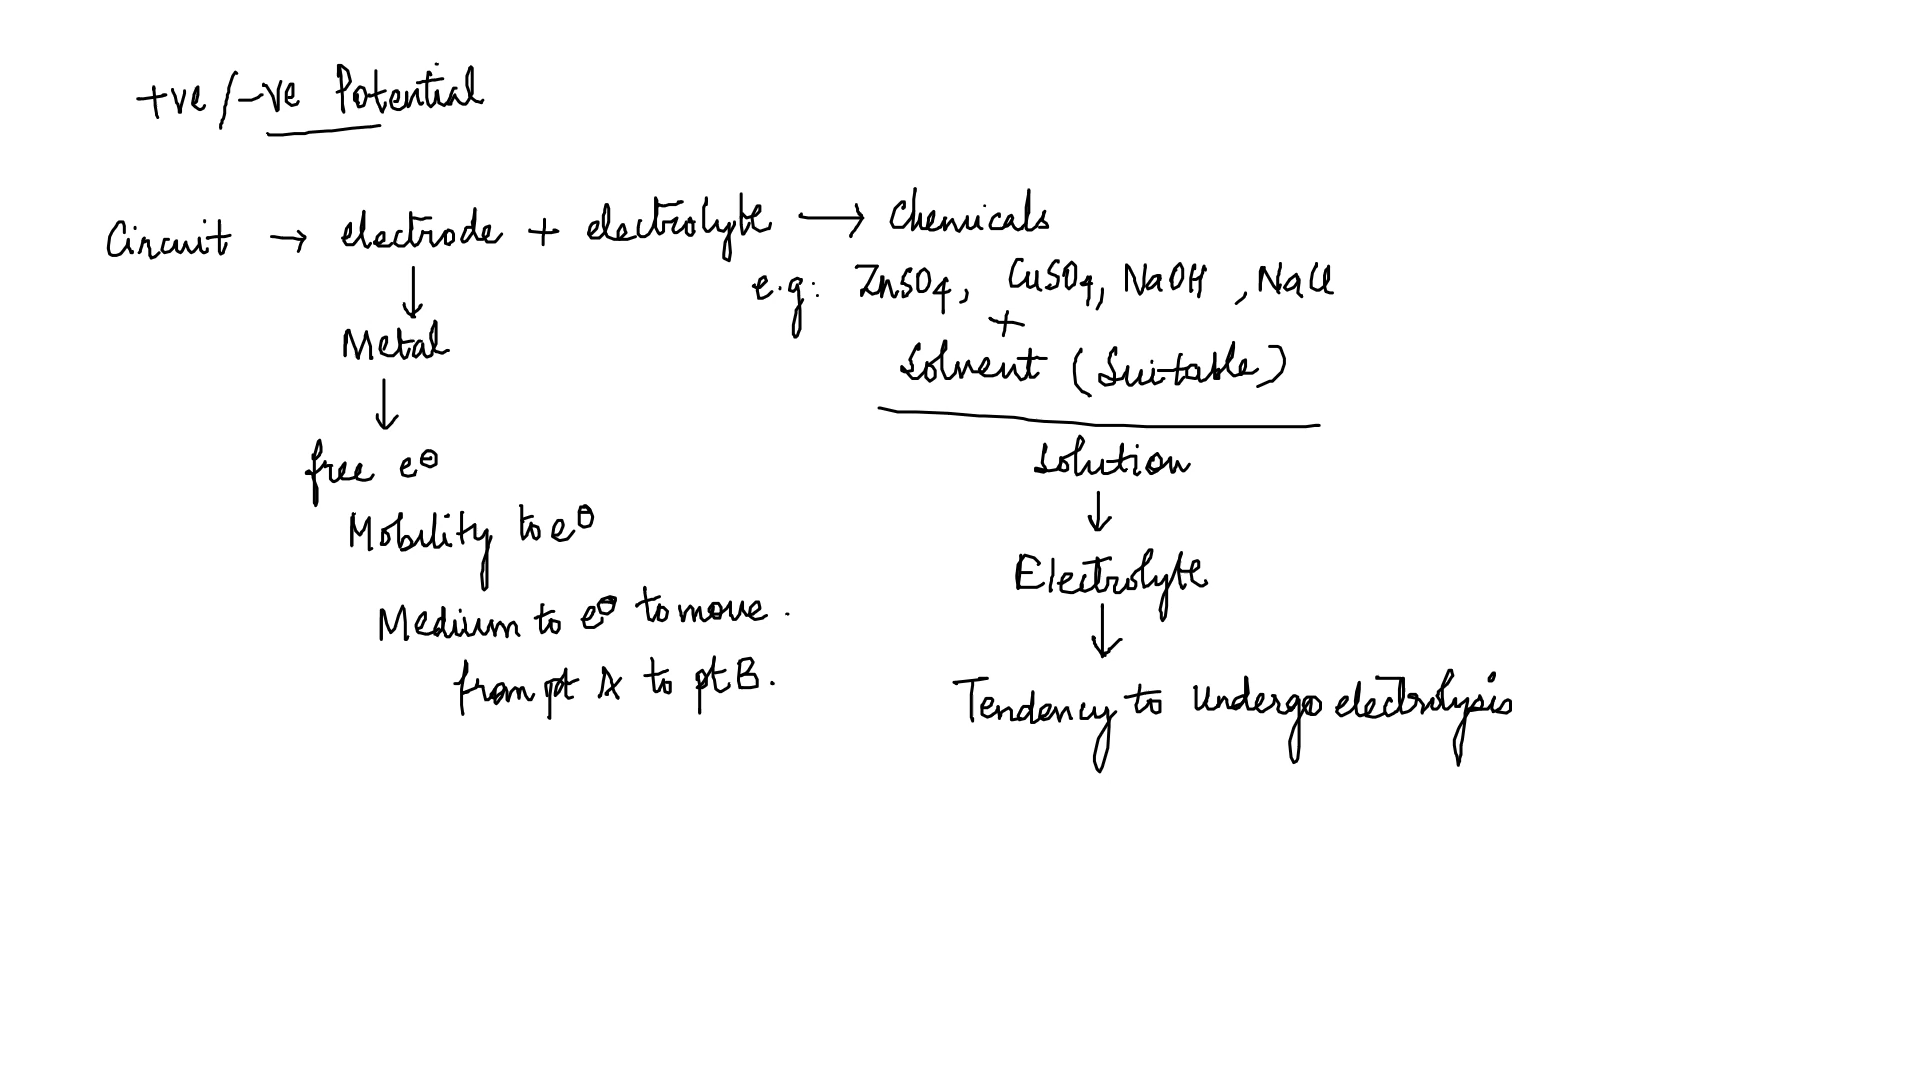 +ve/-ve Potential
Circuit → electrode + electrolyte → Chemicals
e.g: ZnSO4, CuSO4, NaOH, NaCl
+
Solvent (Suitable)
Solution
↓
Electrolyte
↓
Tendency to undergo electrolysis
↓
Metal
↓
free e⊖
Mobility to e⊖
Medium to e⊖ to move.
from pt A to pt B.